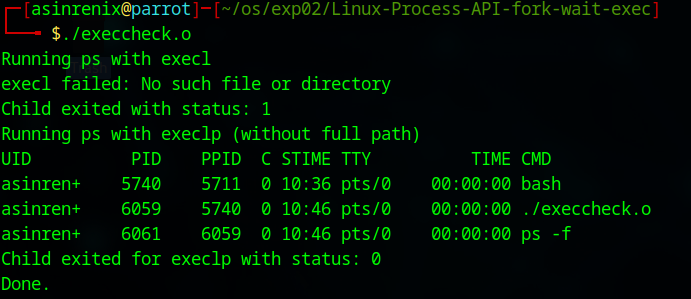 ┌─[asinrenix@parrot]─[~/os/exp02/Linux-Process-API-fork-wait-exec]
└──╼ $./execcheck.o
Running ps with execl
execl failed: No such file or directory
Child exited with status: 1
Running ps with execlp (without full path)
UID          PID    PPID  C STIME TTY          TIME CMD
asinren+    5740    5711  0 10:36 pts/0    00:00:00 bash
asinren+    6059    5740  0 10:46 pts/0    00:00:00 ./execcheck.o
asinren+    6061    6059  0 10:46 pts/0    00:00:00 ps -f
Child exited for execlp with status: 0
Done.